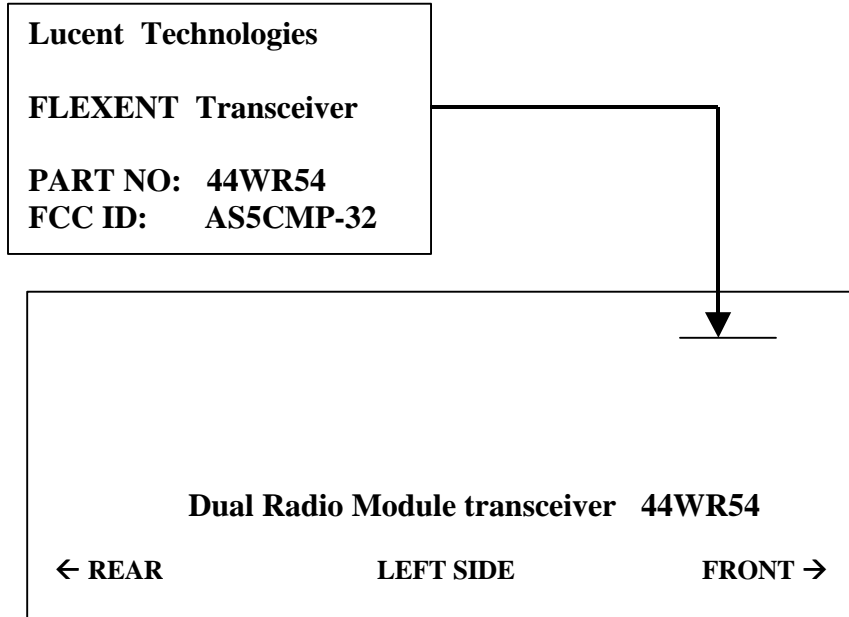 Lucent Technologies
FLEXENT Transceiver
PART NO: 44WR54
FCC ID: AS5CMP-32
Dual Radio Module transceiver 44WR54
← REAR LEFT SIDE FRONT →